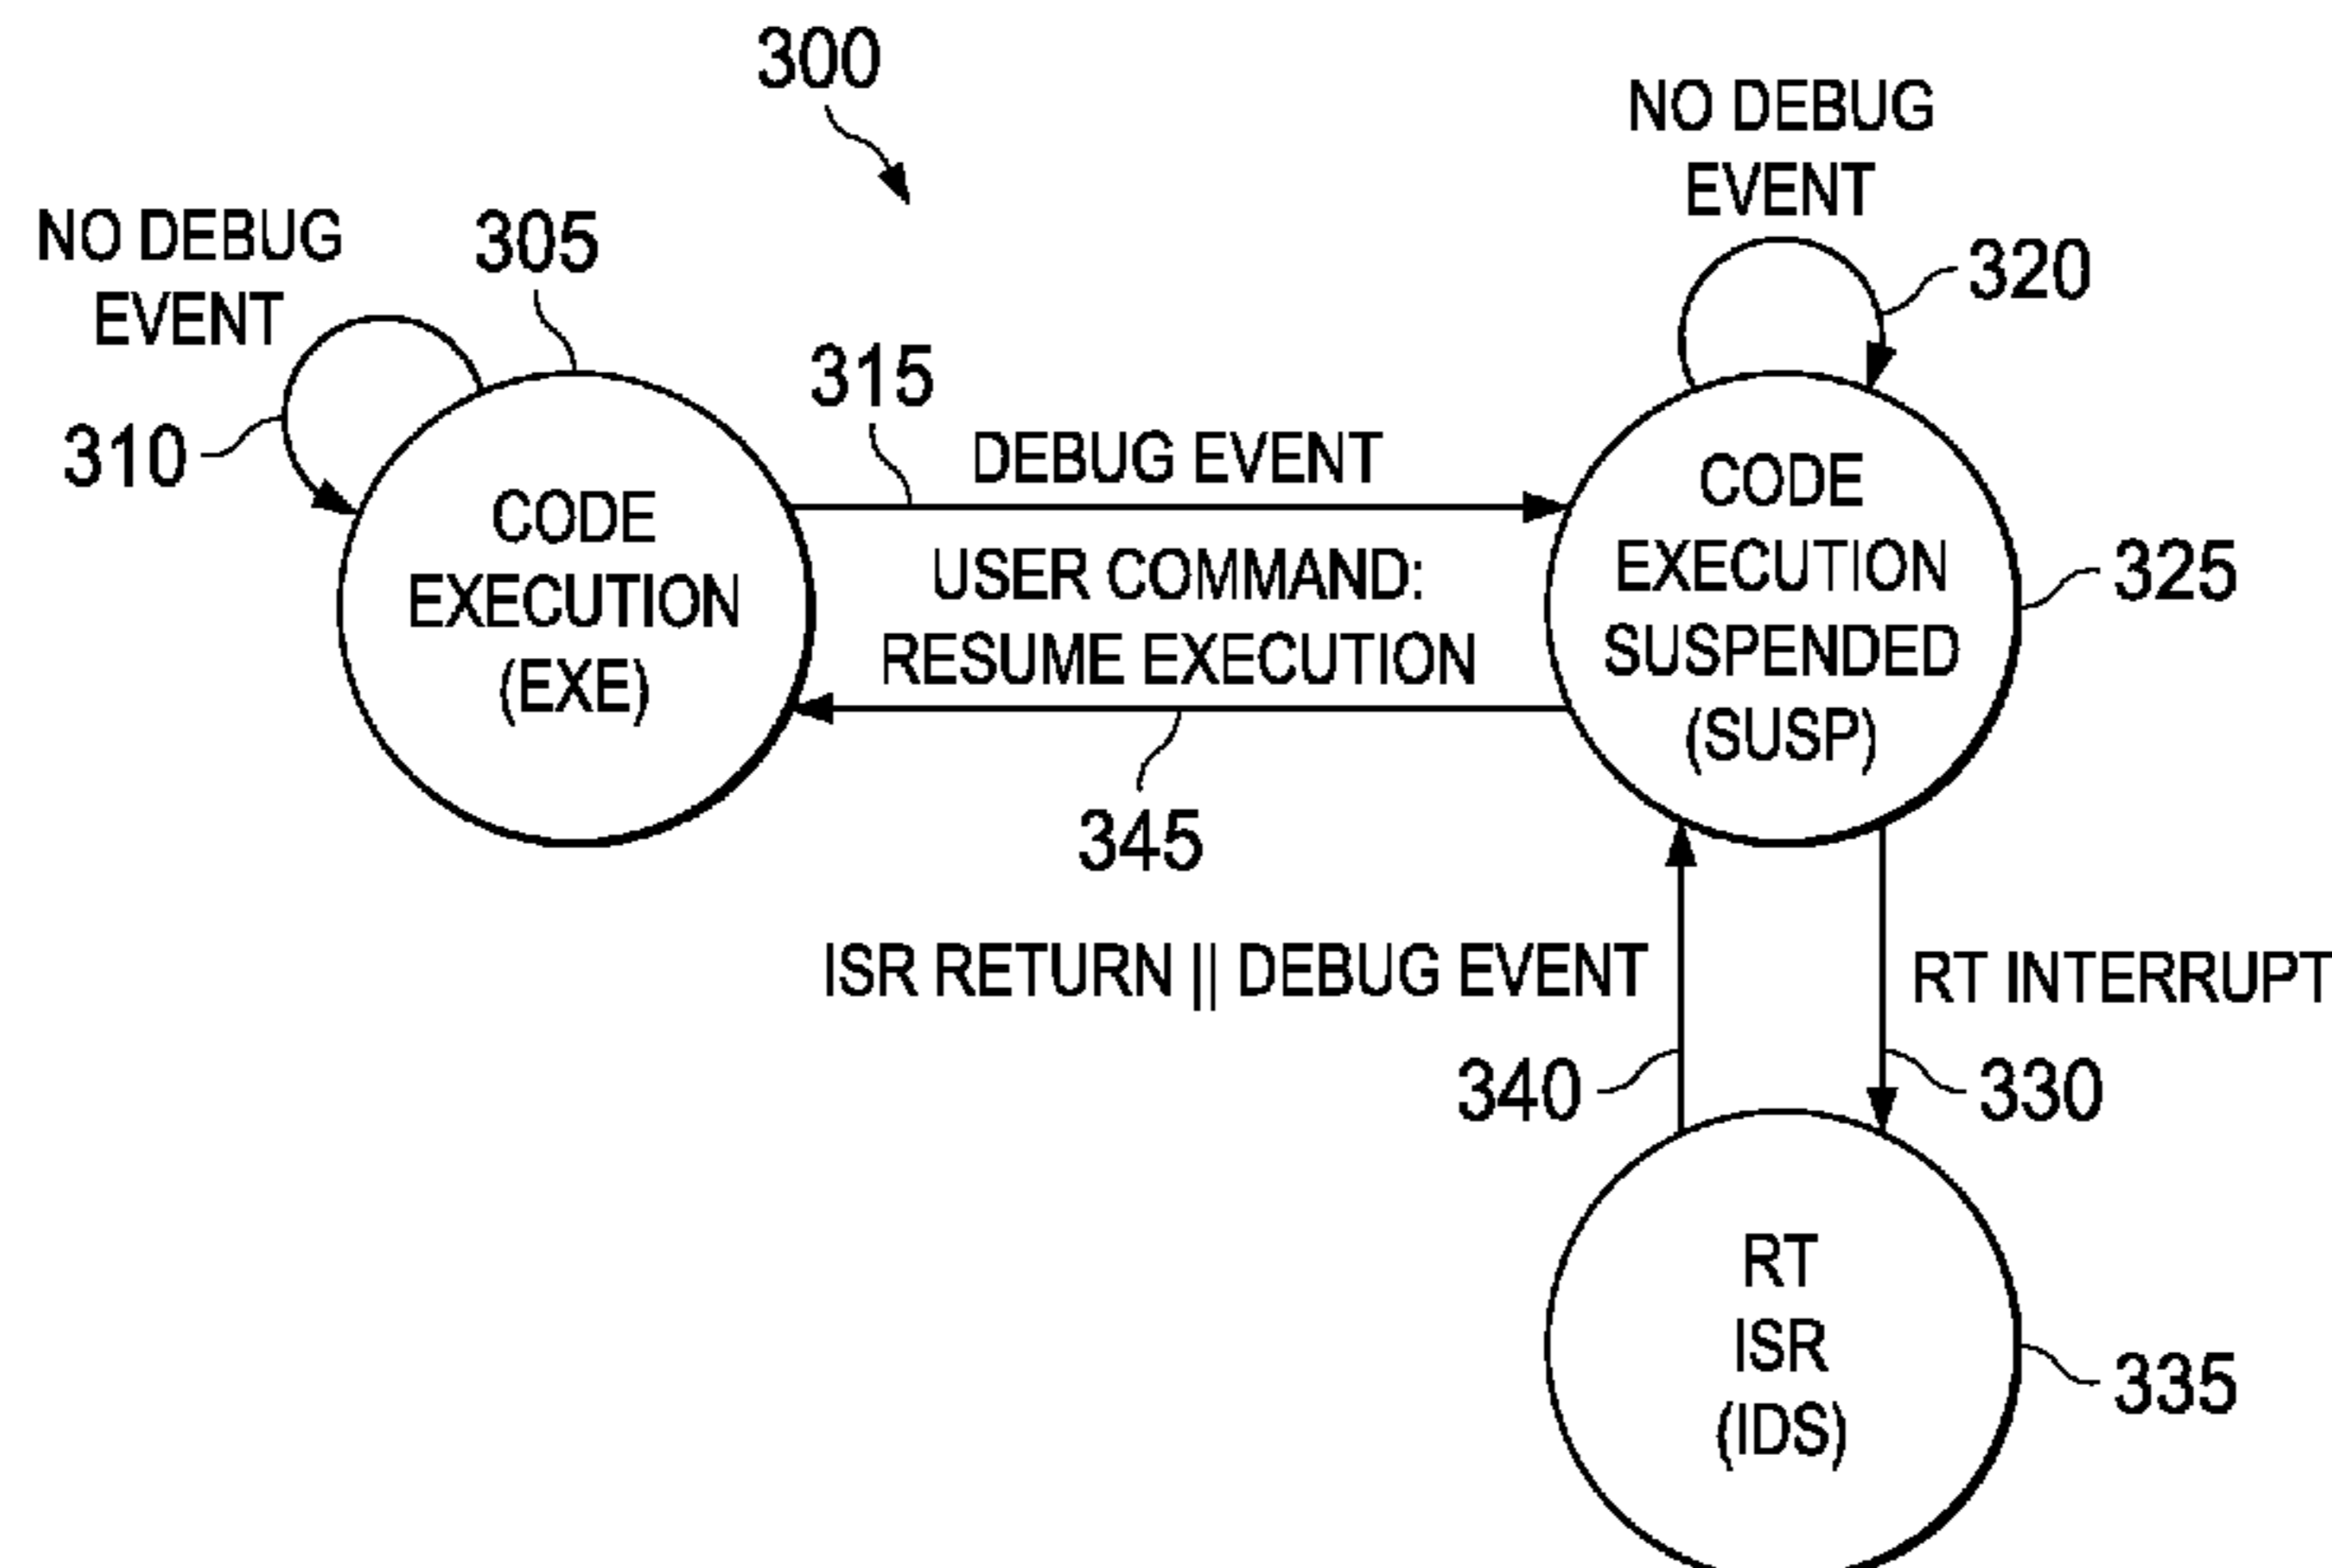 300
NO DEBUG
EVENT
320
NO DEBUG
EVENT
305
310
315
DEBUG EVENT
USER COMMAND:
RESUME EXECUTION
345
CODE
EXECUTION
(EXE)
CODE
EXECUTION
SUSPENDED
(SUSP)
325
ISR RETURN || DEBUG EVENT
RT INTERRUPT
340
330
RT
ISR
(IDS)
335